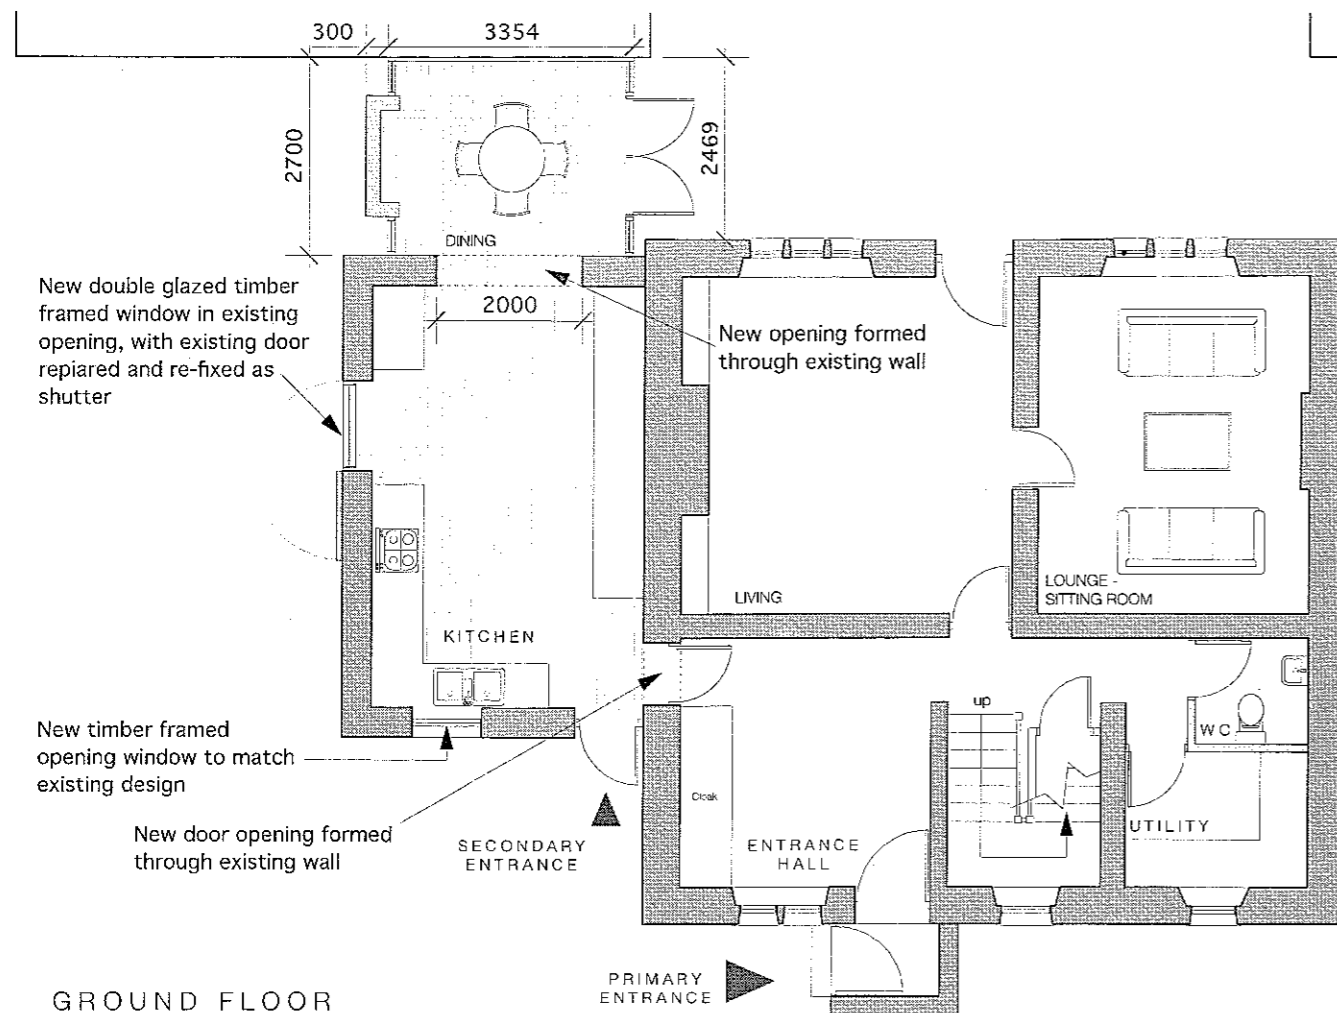 300
3354
2700
2469
DINING
New double glazed timber
framed window in existing
opening, with existing door
repiared and re-fixed as
shutter
2000
New opening formed
through existing wall
LIVING
LOUNGE -
SITTING ROOM
KITCHEN
up
WC
New timber framed
opening window to match
existing design
Cloak
New door opening formed
through existing wall
SECONDARY
ENTRANCE
ENTRANCE
HALL
UTILITY
PRIMARY
ENTRANCE
GROUND FLOOR